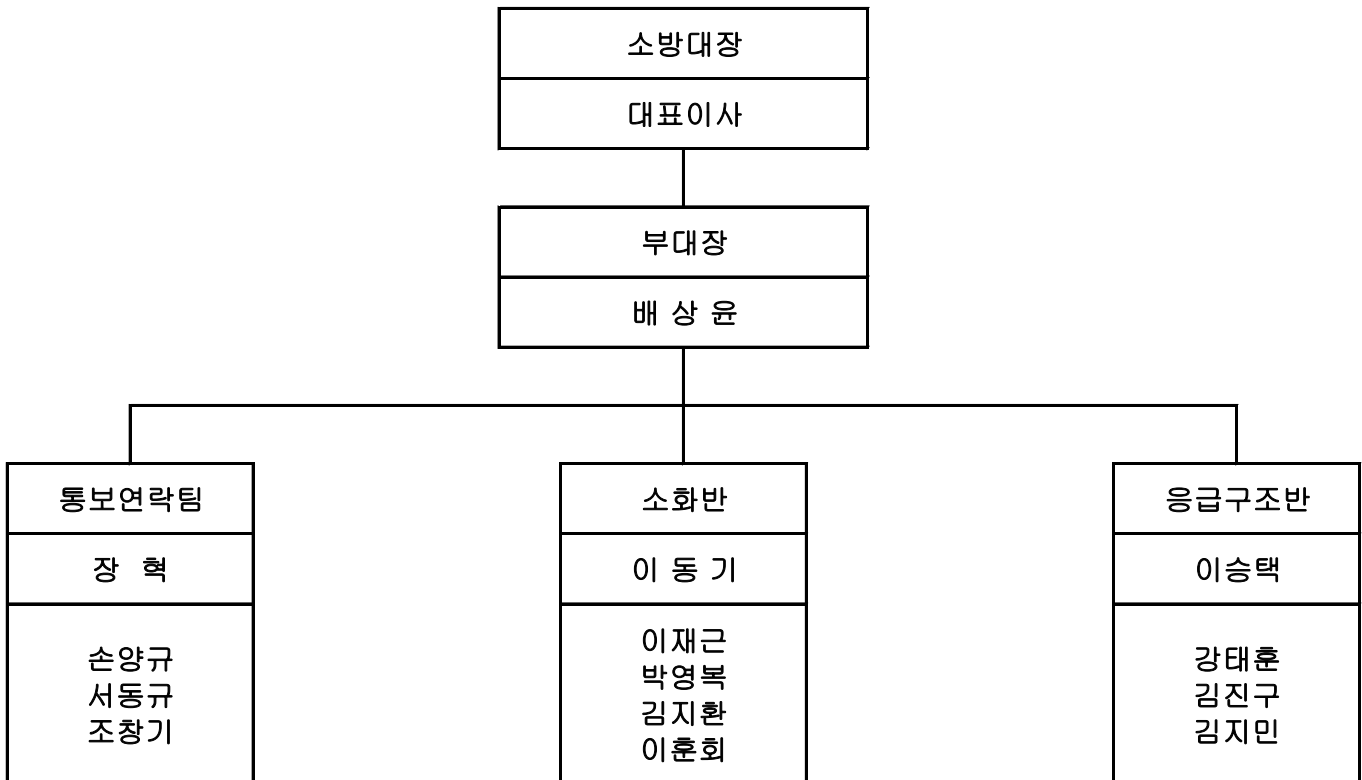 소방대장
대표이사
부대장
배 상 윤
통보연락팀
장 혁
손양규
서동규
조창기
소화반
이 동 기
이재근
박영복
김지환
이훈회
응급구조반
이승택
강태훈
김진구
김지민